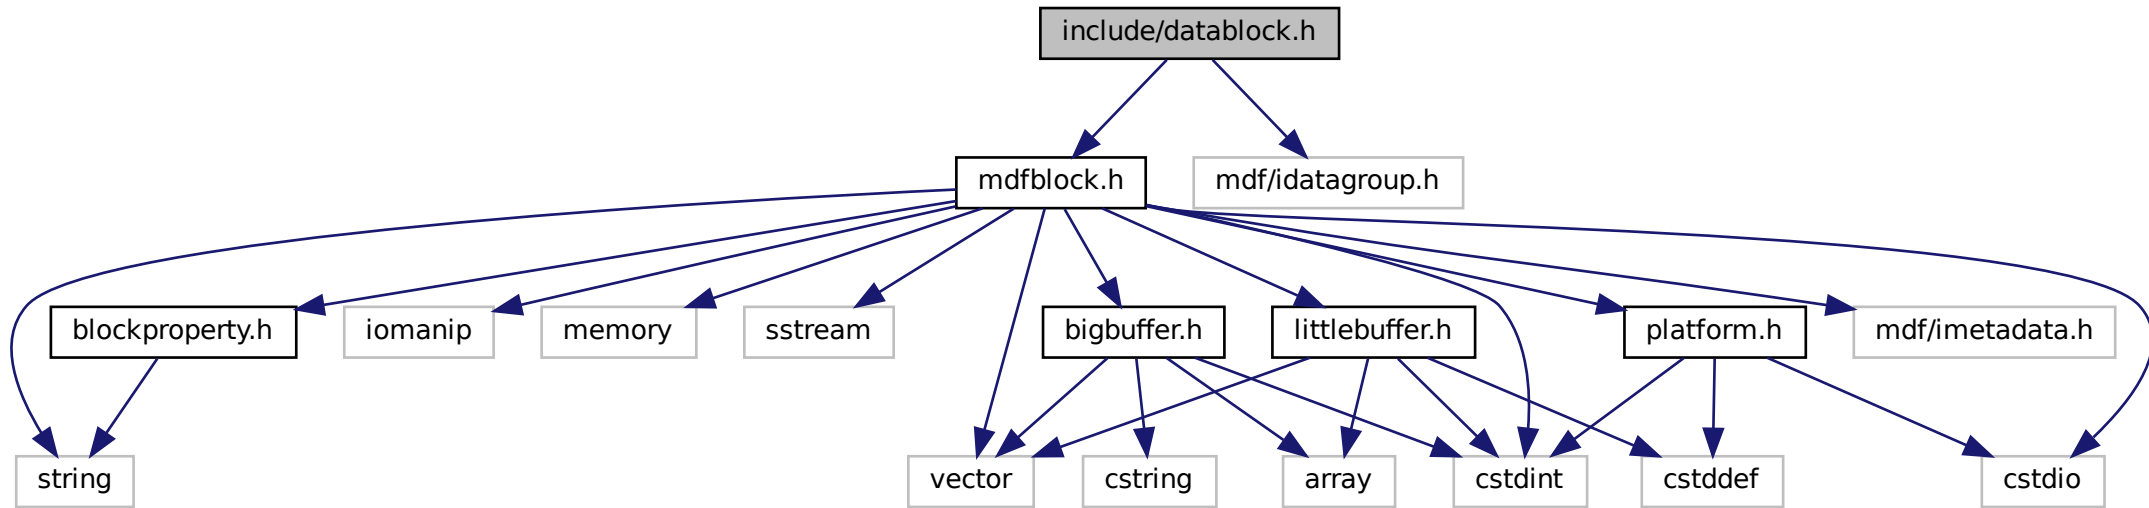 include/datablock.h
mdfblock.h
mdf/idatagroup.h
blockproperty.h
iomanip
memory
sstream
bigbuffer.h
littlebuffer.h
platform.h
mdf/imetadata.h
string
vector
cstring
array
cstdint
cstddef
cstdio